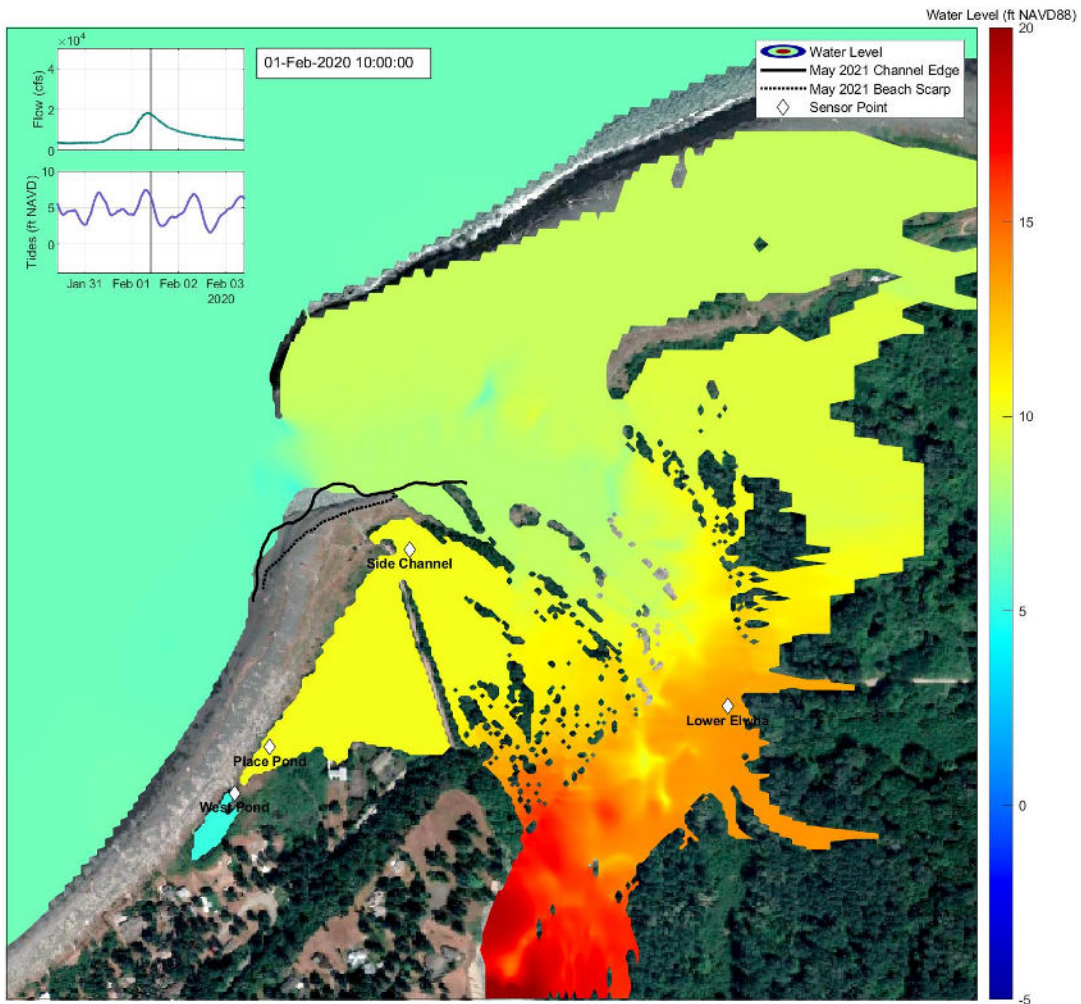 Water Level (ft NAVD88)
×10⁴
4
2
0
Flow (cfs)
01-Feb-2020 10:00:00
Water Level
May 2021 Channel Edge
May 2021 Beach Scarp
Sensor Point
10
5
0
Tides (ft NAVD)
Jan 31 Feb 01 Feb 02 Feb 03
2020
Side Channel
Lower Elwha
Place Pond
West Pond
20
15
10
5
0
-5